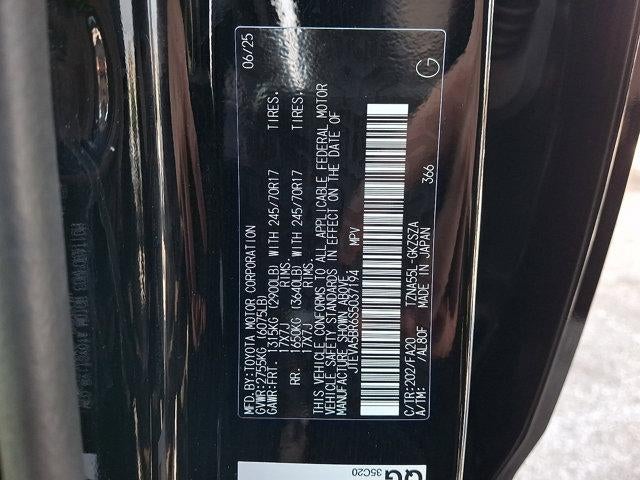 MFD.BY:TOYOTA MOTOR CORPORATION 06/25
GVWR:2755KG (6075LB)
GAWR:FRT. 1315KG (2900LB) WITH 245/70R17 TIRES.
17X7J RIMS.
RR. 1650KG (3640LB) WITH 245/70R17 TIRES.
17X7J RIMS.
THIS VEHICLE CONFORMS TO ALL APPLICABLE FEDERAL MOTOR
VEHICLE SAFETY STANDARDS IN EFFECT ON THE DATE OF
MANUFACTURE SHOWN ABOVE.
JTEVA5BR6S5037194 MPV
C/TR:202/FA20 TZNA55L-GKZSZA 366
A/TM: /AL80F MADE IN JAPAN
G
QG
35C20